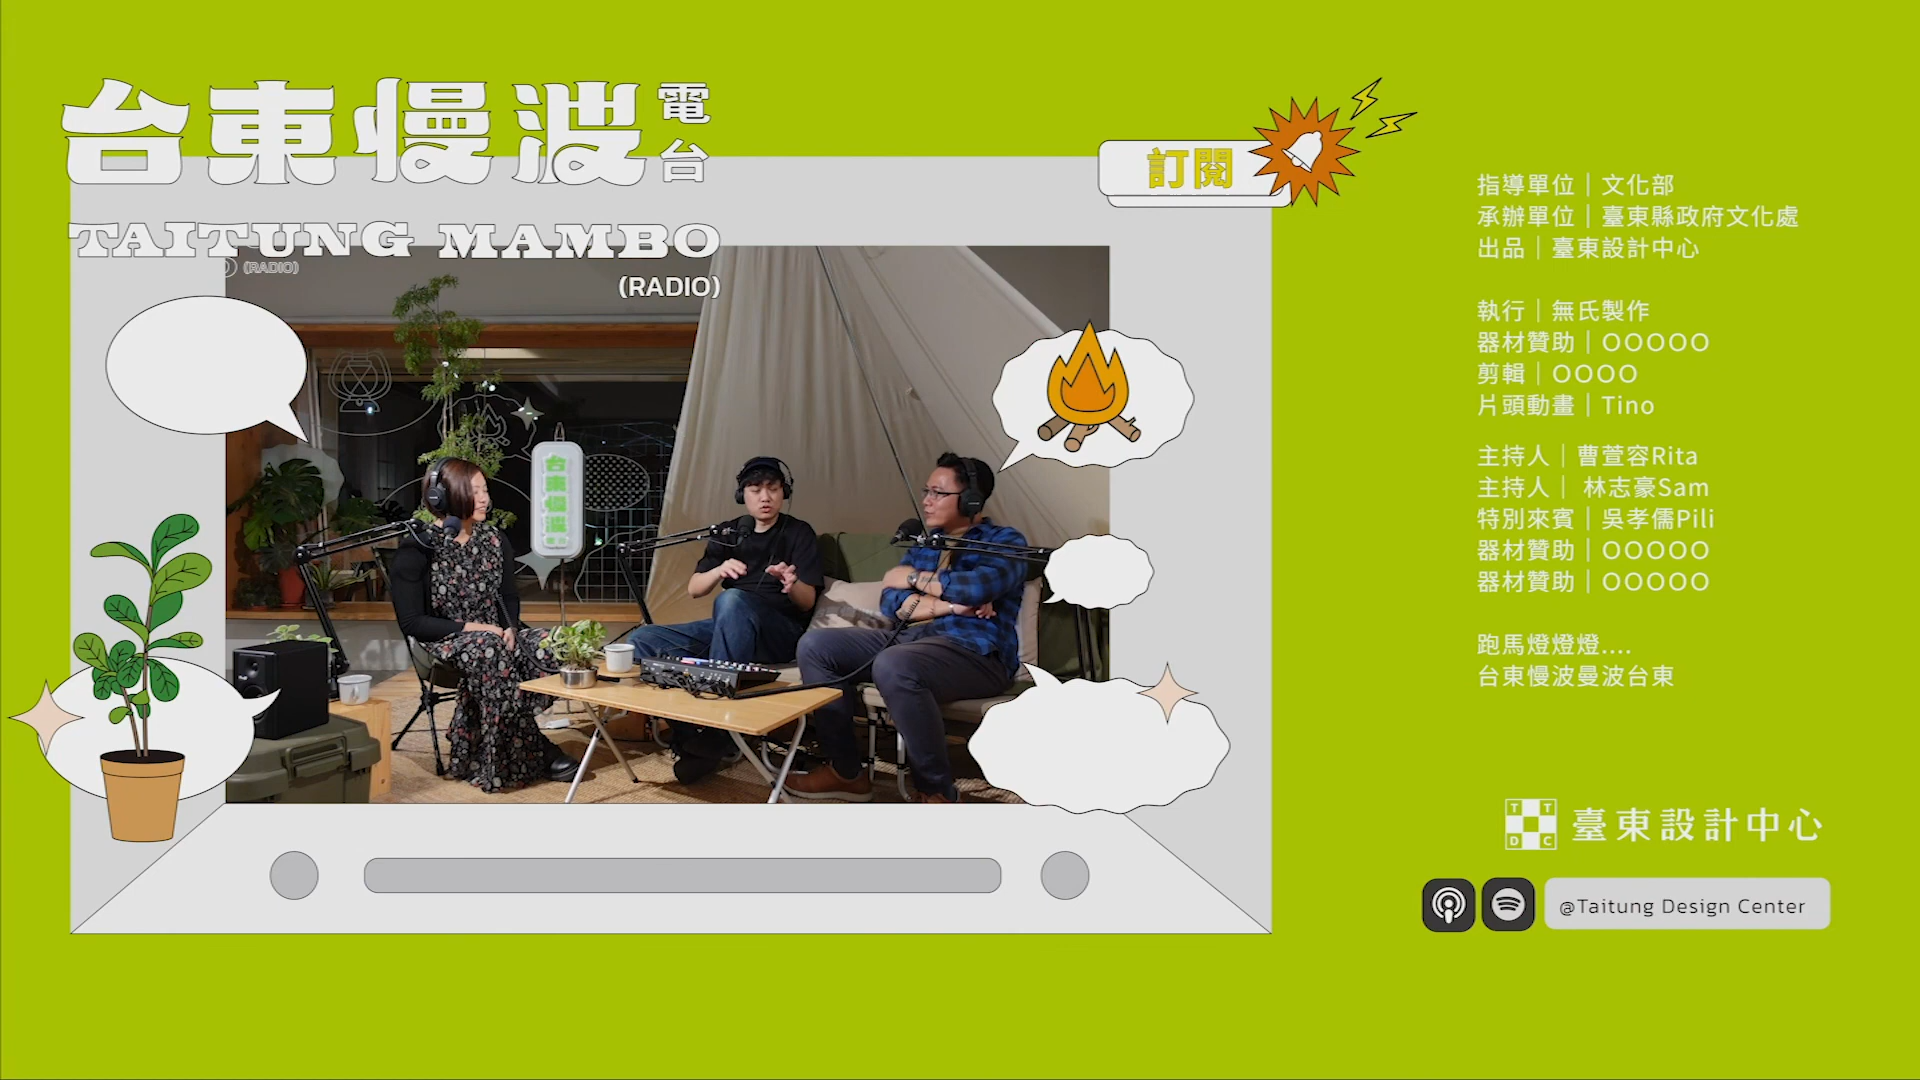 台東慢波電台
TAITUNG MAMBO
(RADIO)
(RADIO)
訂閱
台東慢波
指導單位｜文化部
承辦單位｜臺東縣政府文化處
出品｜臺東設計中心
執行｜無氏製作
器材贊助｜OOOOO
剪輯｜OOOO
片頭動畫｜Tino
主持人｜曹萱容Rita
主持人｜ 林志豪Sam
特別來賓｜吳孝儒Pili
器材贊助｜OOOOO
器材贊助｜OOOOO
跑馬燈燈燈....
台東慢波曼波台東
TTDC
臺東設計中心
@Taitung Design Center